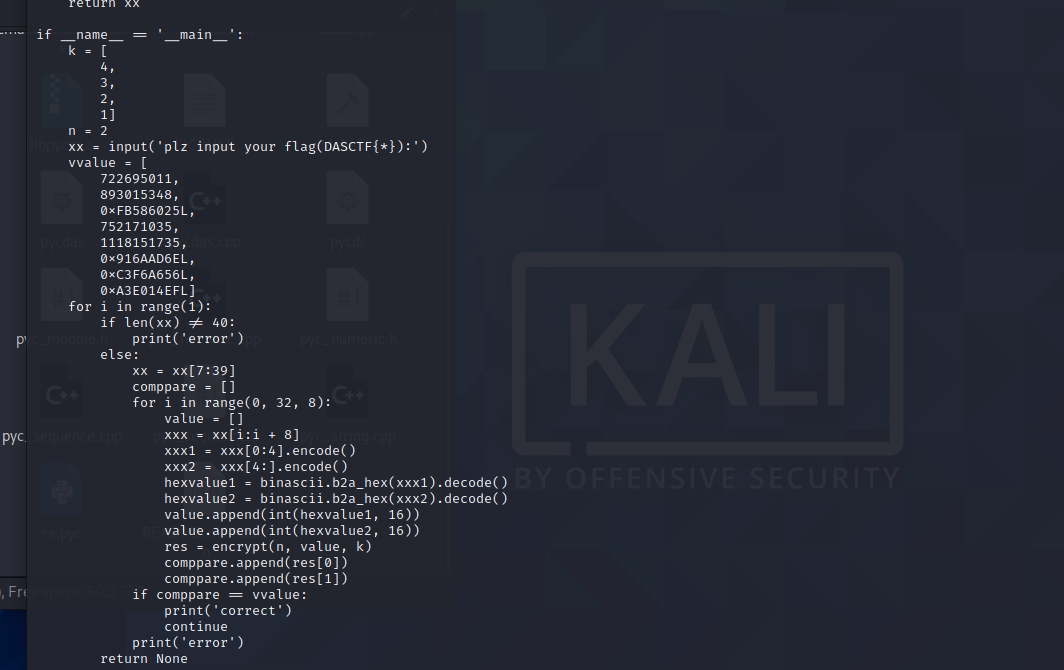 return xx
if __name__ == '__main__':
    k = [
        4,
        3,
        2,
        1]
    n = 2
    xx = input('plz input your flag(DASCTF{*}):')
    vvalue = [
        722695011,
        893015348,
        0×FB586025L,
        752171035,
        1118151735,
        0×916AAD6EL,
        0×C3F6A656L,
        0×A3E014EFL]
    for i in range(1):
        if len(xx) ≠ 40:
            print('error')
        else:
            xx = xx[7:39]
            comppare = []
            for i in range(0, 32, 8):
                value = []
                xxx = xx[i:i + 8]
                xxx1 = xxx[0:4].encode()
                xxx2 = xxx[4:].encode()
                hexvalue1 = binascii.b2a_hex(xxx1).decode()
                hexvalue2 = binascii.b2a_hex(xxx2).decode()
                value.append(int(hexvalue1, 16))
                value.append(int(hexvalue2, 16))
                res = encrypt(n, value, k)
                comppare.append(res[0])
                comppare.append(res[1])
            if comppare == vvalue:
                print('correct')
                continue
            print('error')
        return None
KALI
BY OFFENSIVE SECURITY
pycdas
pycdc
pyc_module.h
pyc_numeric.h
C++
C++
pyc_sequence.cpp
re.pyc